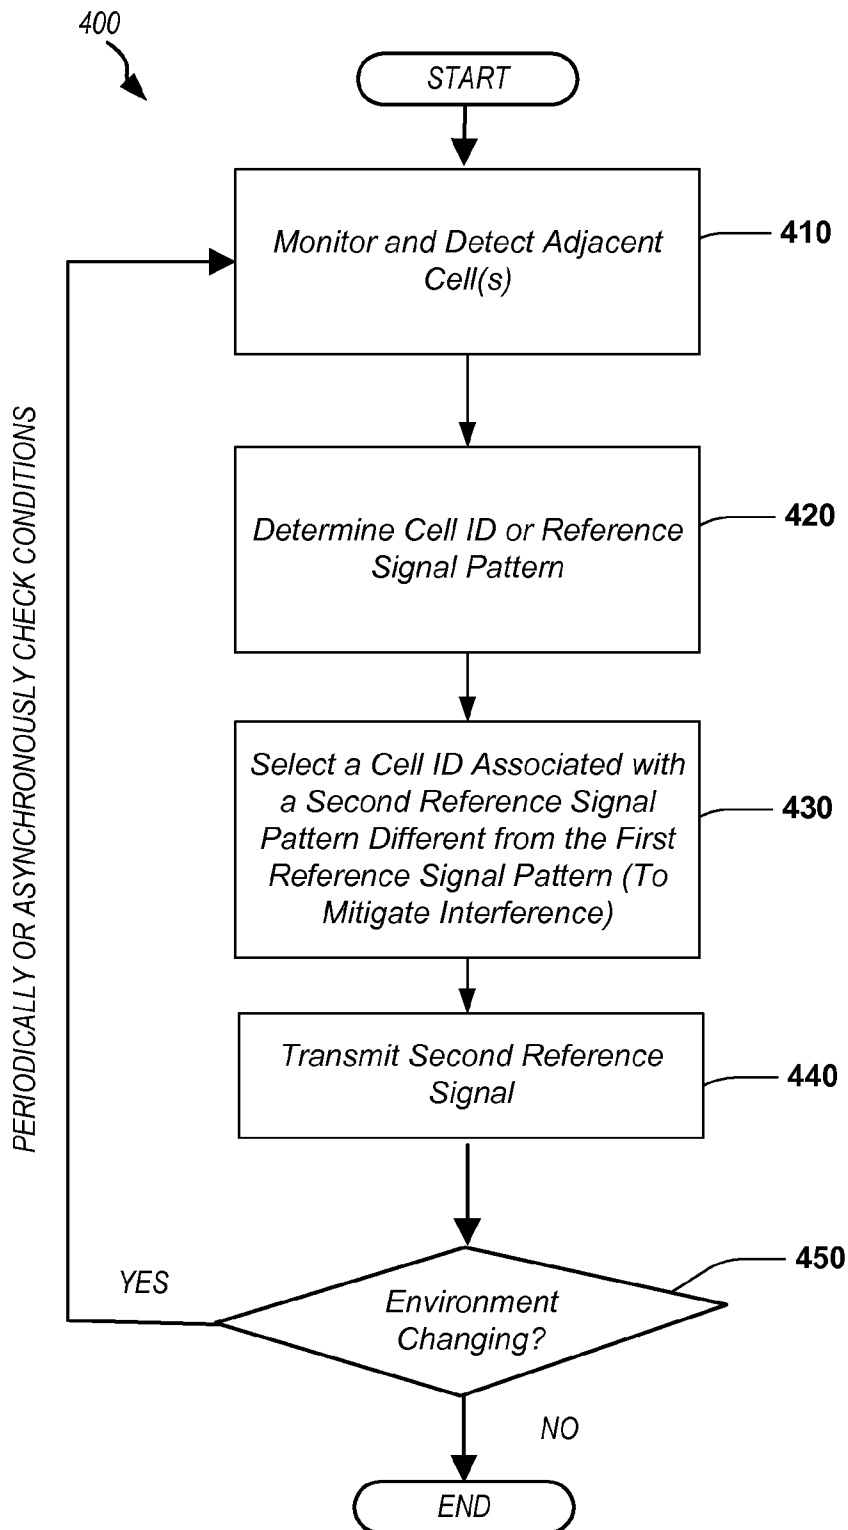 400
START
Monitor and Detect Adjacent
Cell(s)
410
Determine Cell ID or Reference
Signal Pattern
420
Select a Cell ID Associated with
a Second Reference Signal
Pattern Different from the First
Reference Signal Pattern (To
Mitigate Interference)
430
Transmit Second Reference
Signal
440
Environment
Changing?
450
YES
PERIODICALLY OR ASYNCHRONOUSLY CHECK CONDITIONS
NO
END